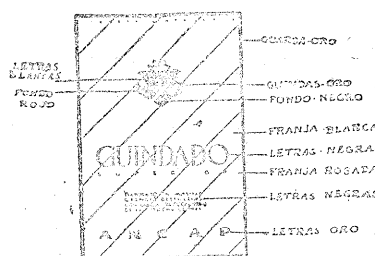 GUARDA-ORO
LETRAS
BLANCAS
FONDO
ROJO
GUINDAS-ORO
FONDO-NEGRO
FRANJA-BLANCA
GUINDADO
LETRAS-NEGRA
FRANJA ROSADA
LETRAS NEGRAS
A N C A P
LETRAS ORO